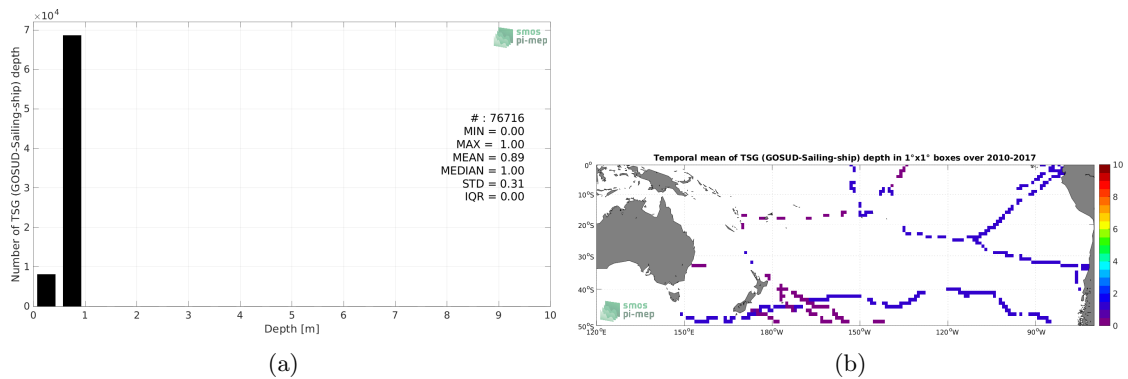 ×10⁴
7
6
5
4
3
2
1
0
Number of TSG (GOSUD-Sailing-ship) depth
smos
pi-mep
# : 76716
MIN = 0.00
MAX = 1.00
MEAN = 0.89
MEDIAN = 1.00
STD = 0.31
IQR = 0.00
0 1 2 3 4 5 6 7 8 9 10
Depth [m]
(a)
Temporal mean of TSG (GOSUD-Sailing-ship) depth in 1°x1° boxes over 2010-2017
0°
10°S
20°S
30°S
40°S
50°S
smos
pi-mep
120°E 150°E 180°W 150°W 120°W 90°W
10
8
6
4
2
0
(b)